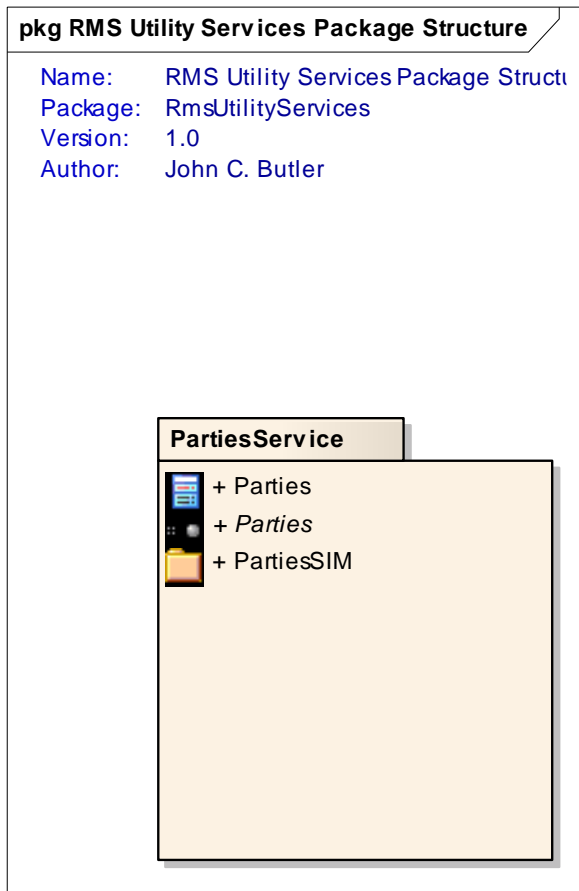 pkg RMS Utility Services Package Structure
Name: RMS Utility Services Package Structu
Package: RmsUtilityServices
Version: 1.0
Author: John C. Butler
PartiesService
+ Parties
+ Parties
+ PartiesSIM